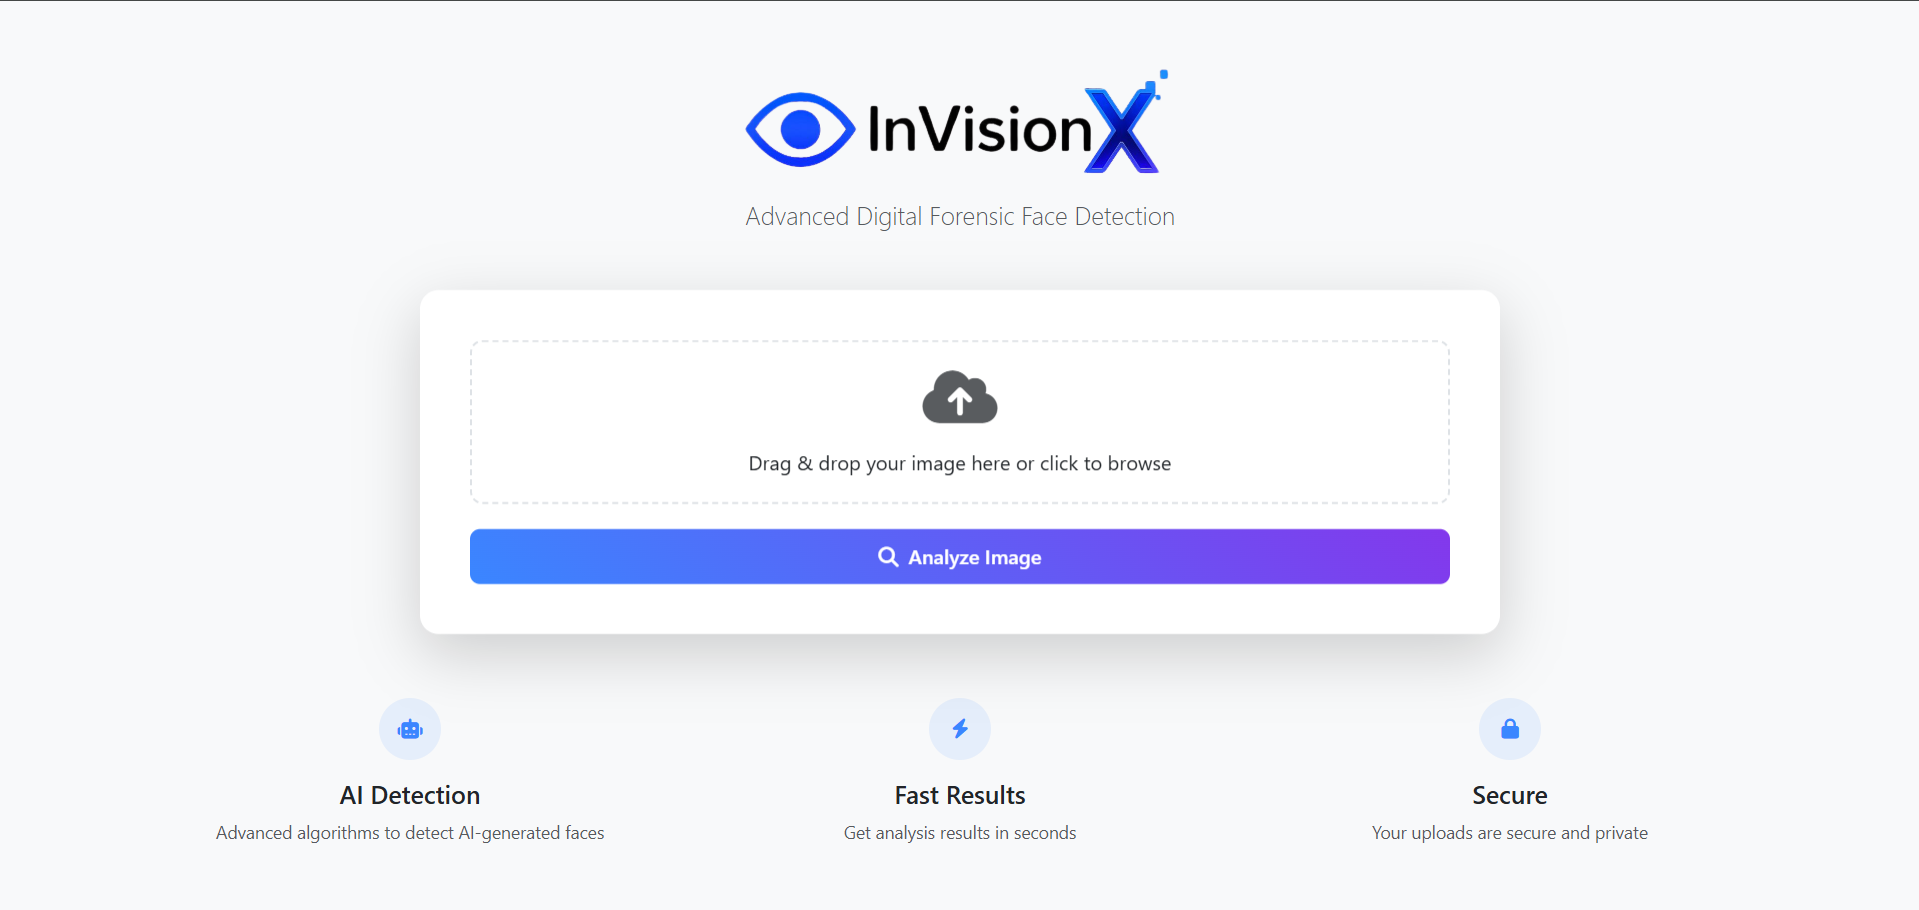 InVisionX
Advanced Digital Forensic Face Detection
Drag & drop your image here or click to browse
Analyze Image
AI Detection
Advanced algorithms to detect AI-generated faces
Fast Results
Get analysis results in seconds
Secure
Your uploads are secure and private